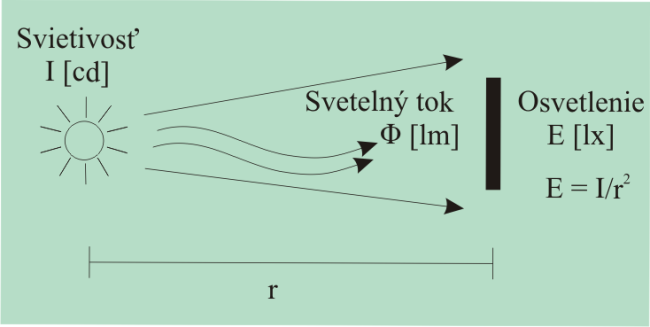 Svietivosť
I [cd]
Svetelný tok
Φ [lm]
Osvetlenie
E [lx]
E = I/r²
r